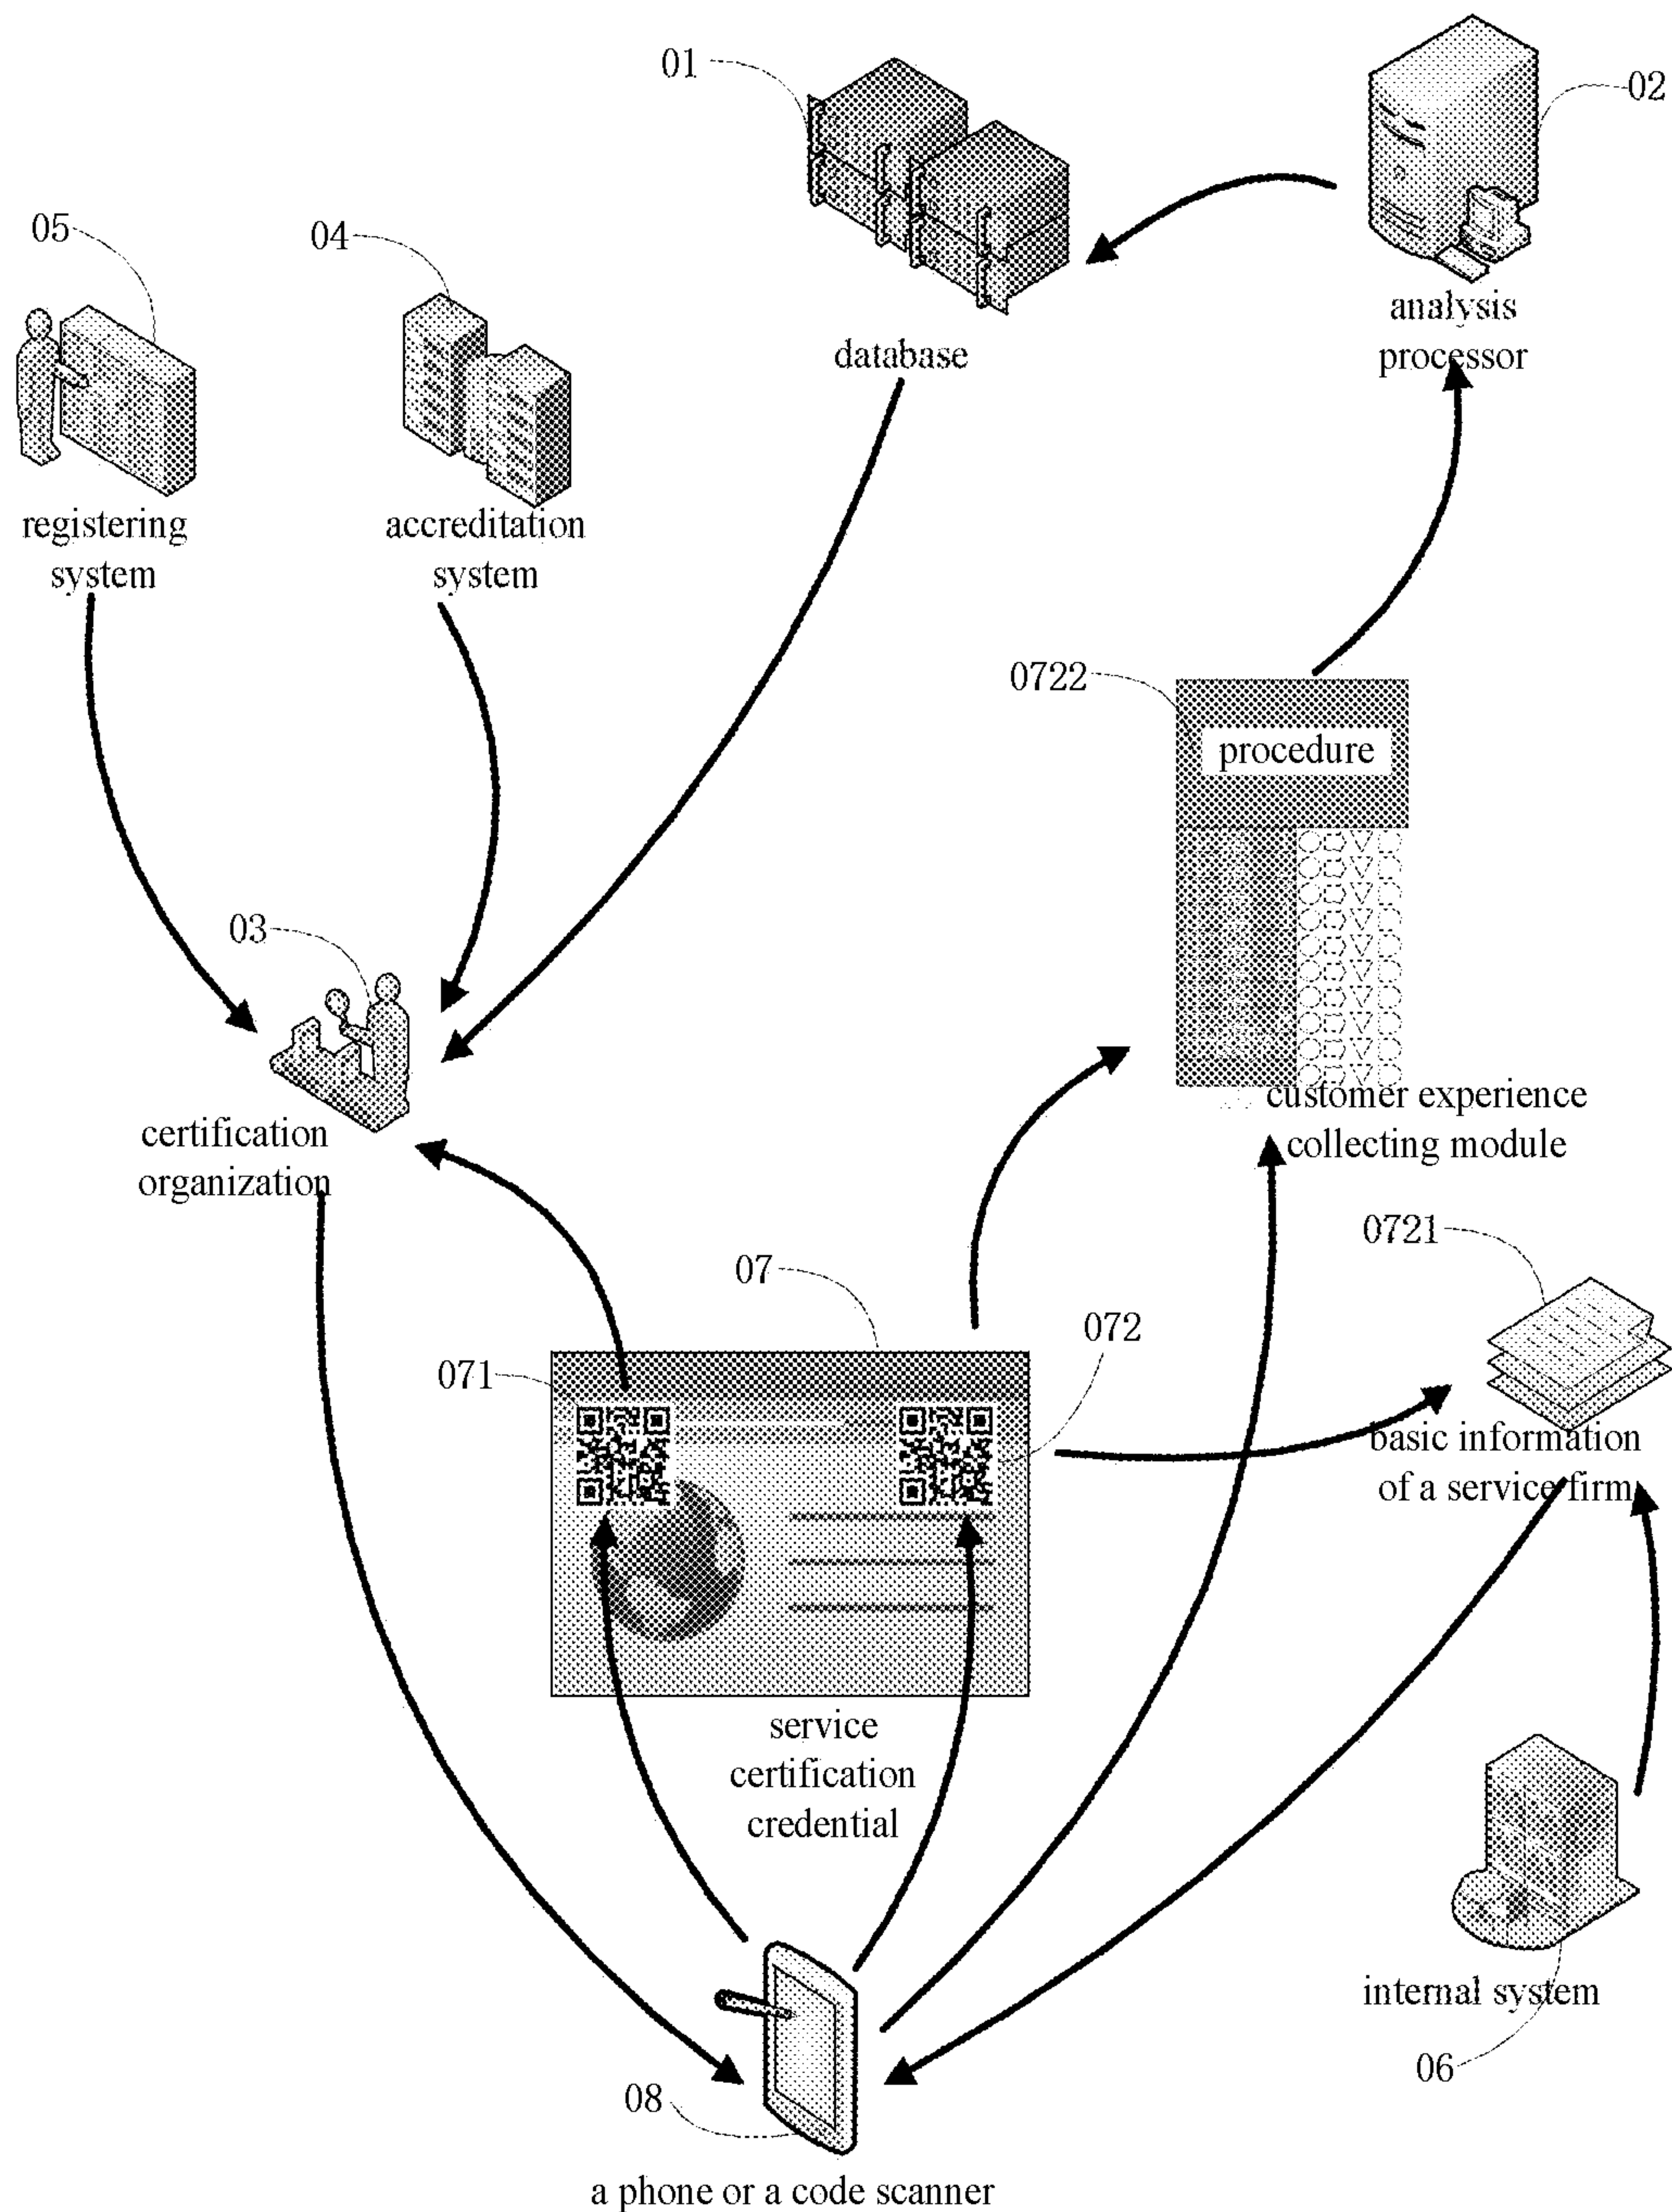 01
02
05
04
analysis
processor
database
registering
system
accreditation
system
0722
procedure
03
customer experience
collecting module
certification
organization
0721
07
072
071
basic information
of a service firm
service
certification
credential
internal system
06
08
a phone or a code scanner